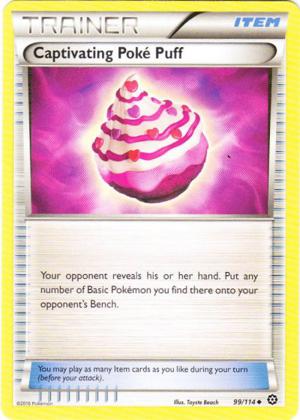 TRAINER
ITEM
Captivating Poké Puff
Your opponent reveals his or her hand. Put any
number of Basic Pokémon you find there onto your
opponent's Bench.
You may play as many Item cards as you like during your turn
(before your attack).
©2016 Pokémon
Illus. Toyste Beach
99/114